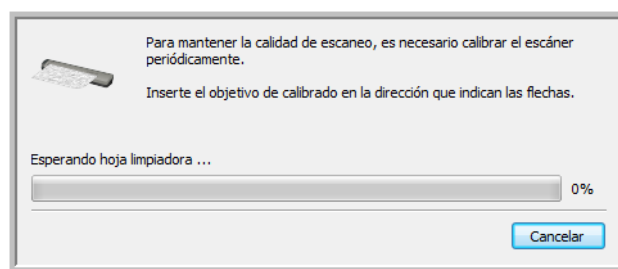 Para mantener la calidad de escaneo, es necesario calibrar el escáner
periódicamente.
Inserte el objetivo de calibrado en la dirección que indican las flechas.
Esperando hoja limpiadora ...
0%
Cancelar